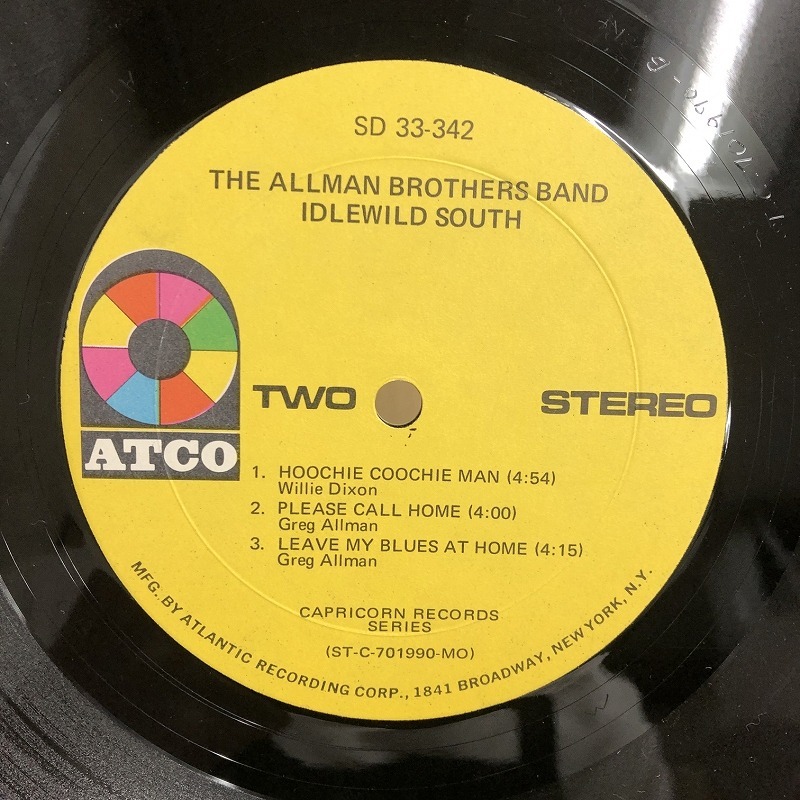 SD 33-342
THE ALLMAN BROTHERS BAND
IDLEWILD SOUTH
ATCO
TWO
STEREO
1. HOOCHIE COOCHIE MAN (4:54)
Willie Dixon
2. PLEASE CALL HOME (4:00)
Greg Allman
3. LEAVE MY BLUES AT HOME (4:15)
Greg Allman
CAPRICORN RECORDS
SERIES
(ST-C-701990-MO)
MFG. BY ATLANTIC RECORDING CORP., 1841 BROADWAY, NEW YORK, N.Y.